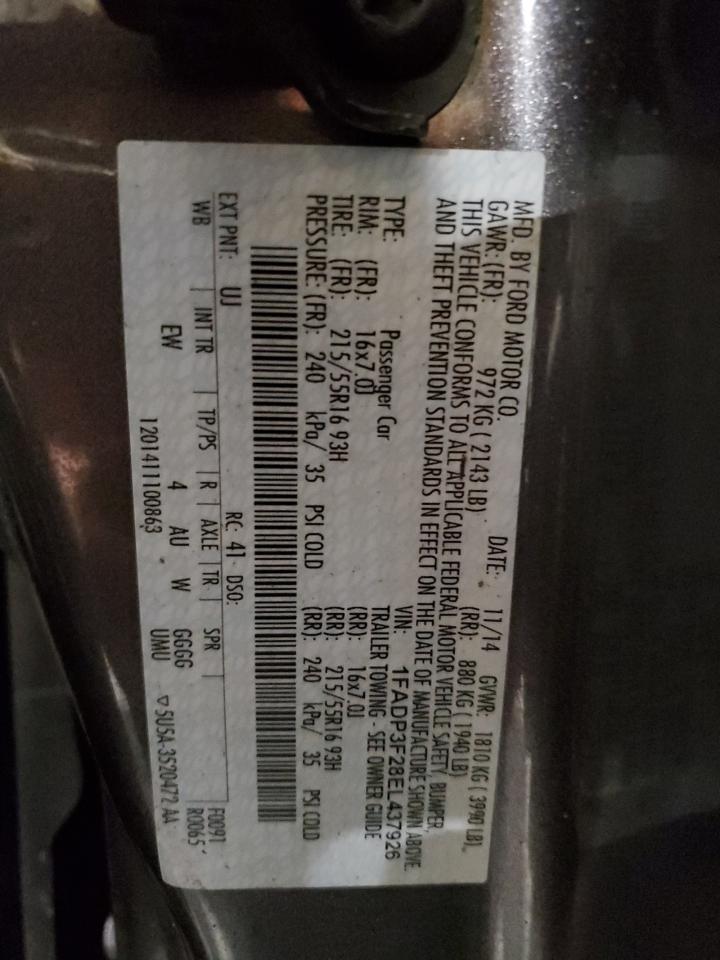 MFD. BY FORD MOTOR CO. DATE: 11/14 GVWR: 1810 KG ( 3990 LB)
GAWR: (FR): 972 KG ( 2143 LB) (RR): 880 KG ( 1940 LB)
THIS VEHICLE CONFORMS TO ALL APPLICABLE FEDERAL MOTOR VEHICLE SAFETY, BUMPER,
AND THEFT PREVENTION STANDARDS IN EFFECT ON THE DATE OF MANUFACTURE SHOWN ABOVE.
VIN: 1FADP3F28EL437926
TYPE: Passenger Car TRAILER TOWING - SEE OWNER GUIDE
RIM: (FR): 16x7.0J (RR): 16x7.0J
TIRE: (FR): 215/55R16 93H (RR): 215/55R16 93H
PRESSURE: (FR): 240 kPa/ 35 PSI COLD (RR): 240 kPa/ 35 PSI COLD
EXT PNT: UJ RC: 41 DSO: F0091
WB INT TR TP/PS R AXLE TR SPR R0065
EW 4 AU W GGGG
UMU
1201411100863 ▽ 5U5A-3520472 AA